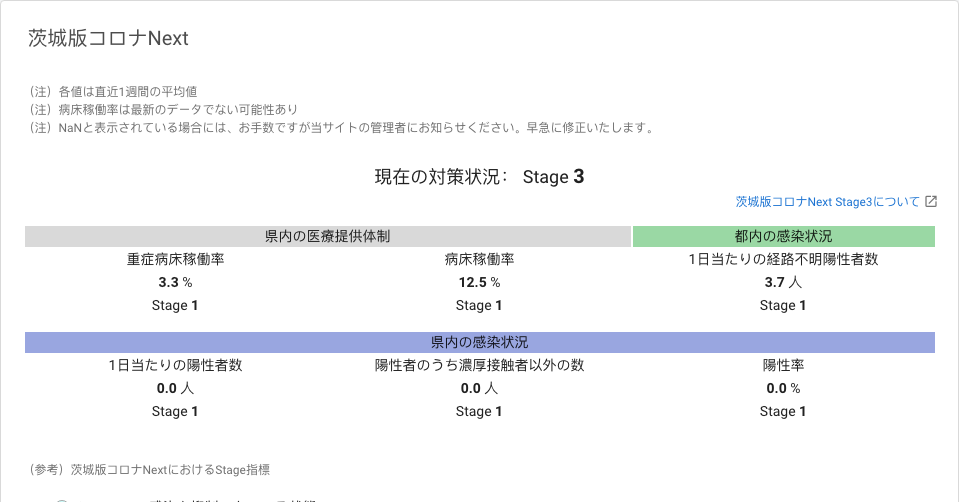 茨城版コロナNext
（注）各値は直近1週間の平均値
（注）病床稼働率は最新のデータでない可能性あり
（注）NaNと表示されている場合には、お手数ですが当サイトの管理者にお知らせください。早急に修正いたします。
現在の対策状況： Stage 3
茨城版コロナNext Stage3について
県内の医療提供体制 都内の感染状況
重症病床稼働率 病床稼働率 1日当たりの経路不明陽性者数
3.3 % 12.5 % 3.7 人
Stage 1 Stage 1 Stage 1
県内の感染状況
1日当たりの陽性者数 陽性者のうち濃厚接触者以外の数 陽性率
0.0 人 0.0 人 0.0 %
Stage 1 Stage 1 Stage 1
（参考）茨城版コロナNextにおけるStage指標